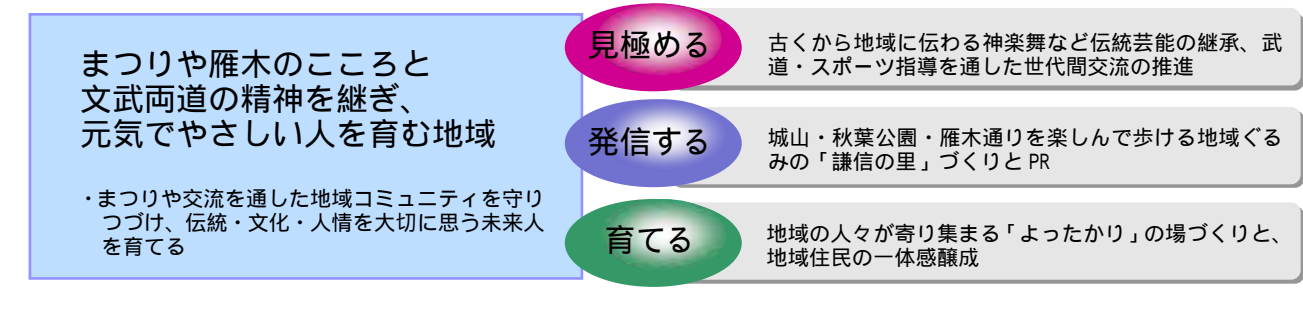 まつりや雁木のこころと
文武両道の精神を継ぎ、
元気でやさしい人を育む地域
・まつりや交流を通した地域コミュニティを守り
つづけ、伝統・文化・人情を大切に思う未来人
を育てる
見極める
古くから地域に伝わる神楽舞など伝統芸能の継承、武
道・スポーツ指導を通した世代間交流の推進
発信する
城山・秋葉公園・雁木通りを楽しんで歩ける地域ぐる
みの「謙信の里」づくりと PR
育てる
地域の人々が寄り集まる「よったかり」の場づくりと、
地域住民の一体感醸成